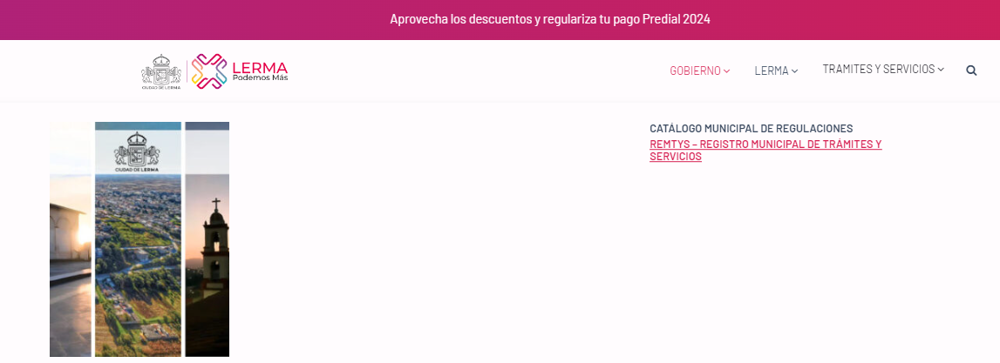 Aprovecha los descuentos y regulariza tu pago Predial 2024
CIUDAD DE LERMA
LERMA
Podemos Más
GOBIERNO
LERMA
TRAMITES Y SERVICIOS
CIUDAD DE LERMA
CATÁLOGO MUNICIPAL DE REGULACIONES
REMTYS – REGISTRO MUNICIPAL DE TRÁMITES Y
SERVICIOS